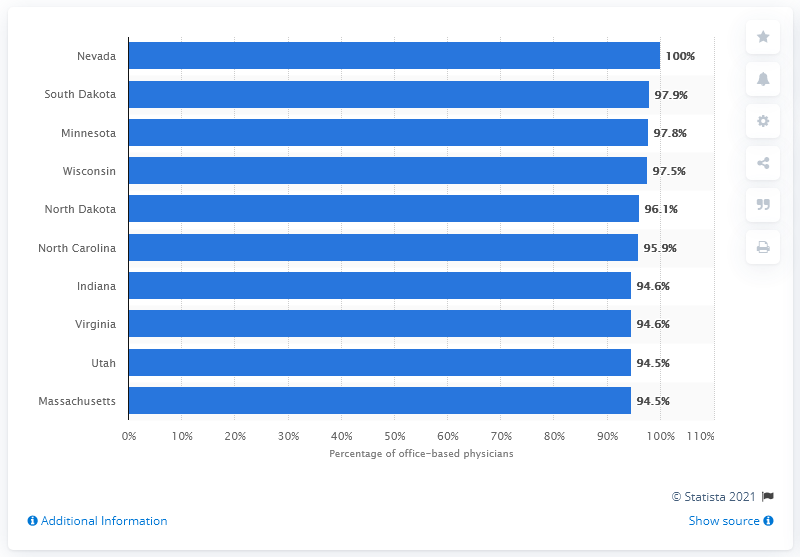 Nevada 100%
South Dakota 97.9%
Minnesota 97.8%
Wisconsin 97.5%
North Dakota 96.1%
North Carolina 95.9%
Indiana 94.6%
Virginia 94.6%
Utah 94.5%
Massachusetts 94.5%
0% 10% 20% 30% 40% 50% 60% 70% 80% 90% 100% 110%
Percentage of office-based physicians
© Statista 2021
Additional Information Show source